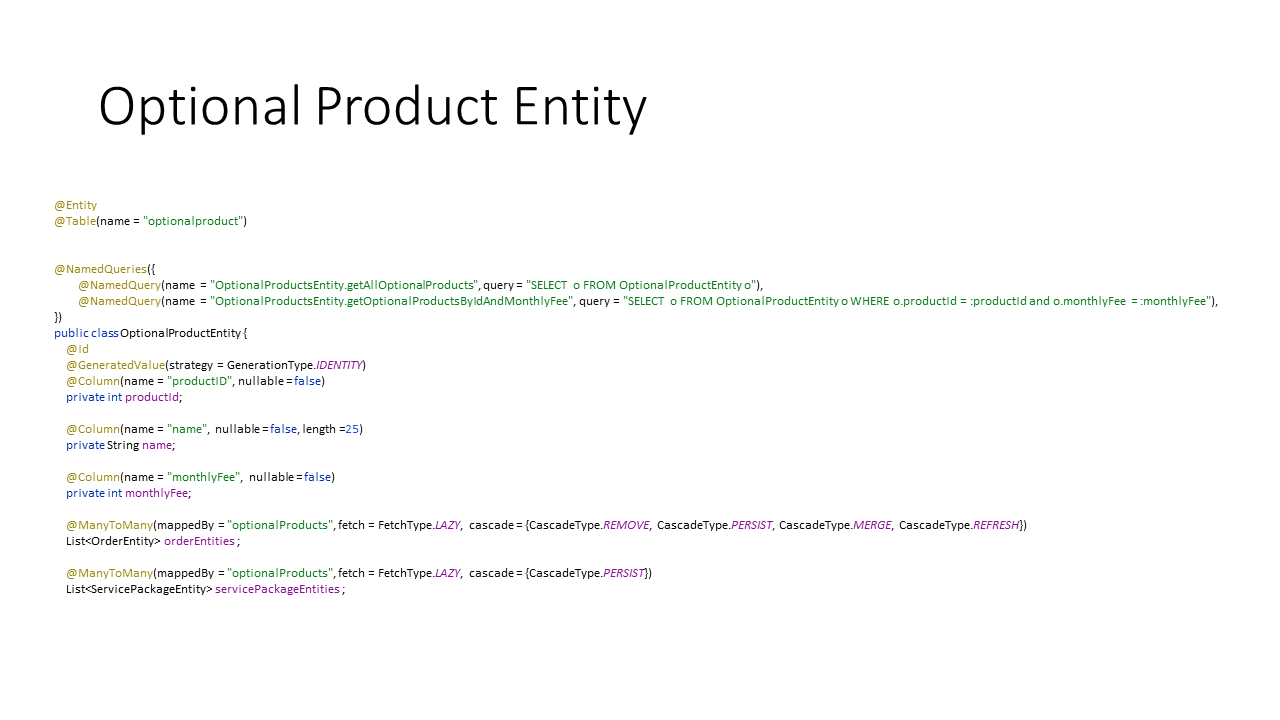 Optional Product Entity
@Entity
@Table(name = "optionalproduct")
@NamedQueries({
@NamedQuery(name = "OptionalProductsEntity.getAllOptionalProducts", query = "SELECT o FROM OptionalProductEntity o"),
@NamedQuery(name = "OptionalProductsEntity.getOptionalProductsByIdAndMonthlyFee", query = "SELECT o FROM OptionalProductEntity o WHERE o.productId = :productId and o.monthlyFee = :monthlyFee"),
})
public class OptionalProductEntity {
@Id
@GeneratedValue(strategy = GenerationType.IDENTITY)
@Column(name = "productID", nullable = false)
private int productId;
@Column(name = "name", nullable = false, length =25)
private String name;
@Column(name = "monthlyFee", nullable = false)
private int monthlyFee;
@ManyToMany(mappedBy = "optionalProducts", fetch = FetchType.LAZY, cascade = {CascadeType.REMOVE, CascadeType.PERSIST, CascadeType.MERGE, CascadeType.REFRESH})
List<OrderEntity> orderEntities ;
@ManyToMany(mappedBy = "optionalProducts", fetch = FetchType.LAZY, cascade = {CascadeType.PERSIST})
List<ServicePackageEntity> servicePackageEntities ;